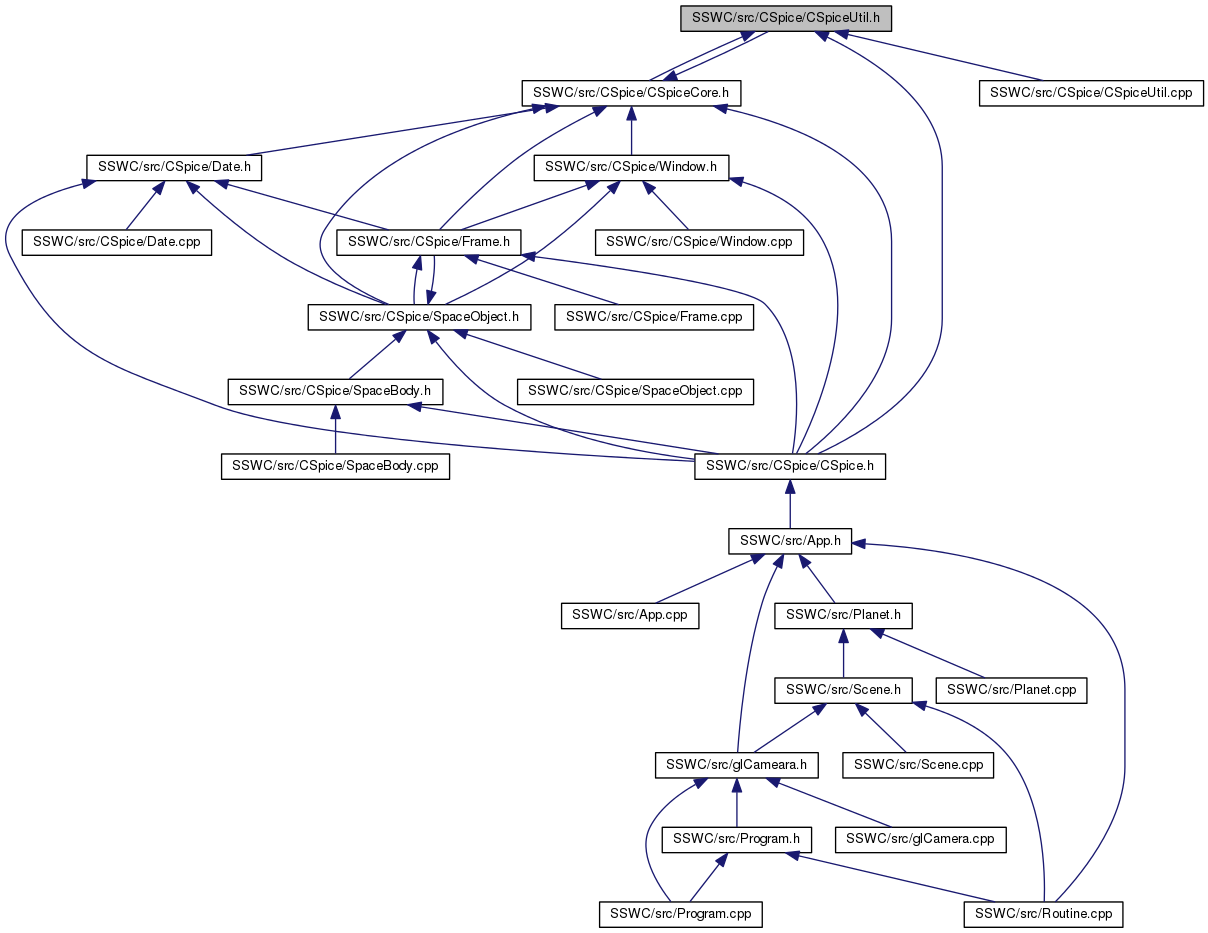 SSWC/src/CSpice/CSpiceUtil.h
SSWC/src/CSpice/CSpiceCore.h
SSWC/src/CSpice/CSpiceUtil.cpp
SSWC/src/CSpice/Date.h
SSWC/src/CSpice/Window.h
SSWC/src/CSpice/Date.cpp
SSWC/src/CSpice/Frame.h
SSWC/src/CSpice/Window.cpp
SSWC/src/CSpice/SpaceObject.h
SSWC/src/CSpice/Frame.cpp
SSWC/src/CSpice/SpaceBody.h
SSWC/src/CSpice/SpaceObject.cpp
SSWC/src/CSpice/SpaceBody.cpp
SSWC/src/CSpice/CSpice.h
SSWC/src/App.h
SSWC/src/App.cpp
SSWC/src/Planet.h
SSWC/src/Scene.h
SSWC/src/Planet.cpp
SSWC/src/glCameara.h
SSWC/src/Scene.cpp
SSWC/src/Program.h
SSWC/src/glCamera.cpp
SSWC/src/Program.cpp
SSWC/src/Routine.cpp